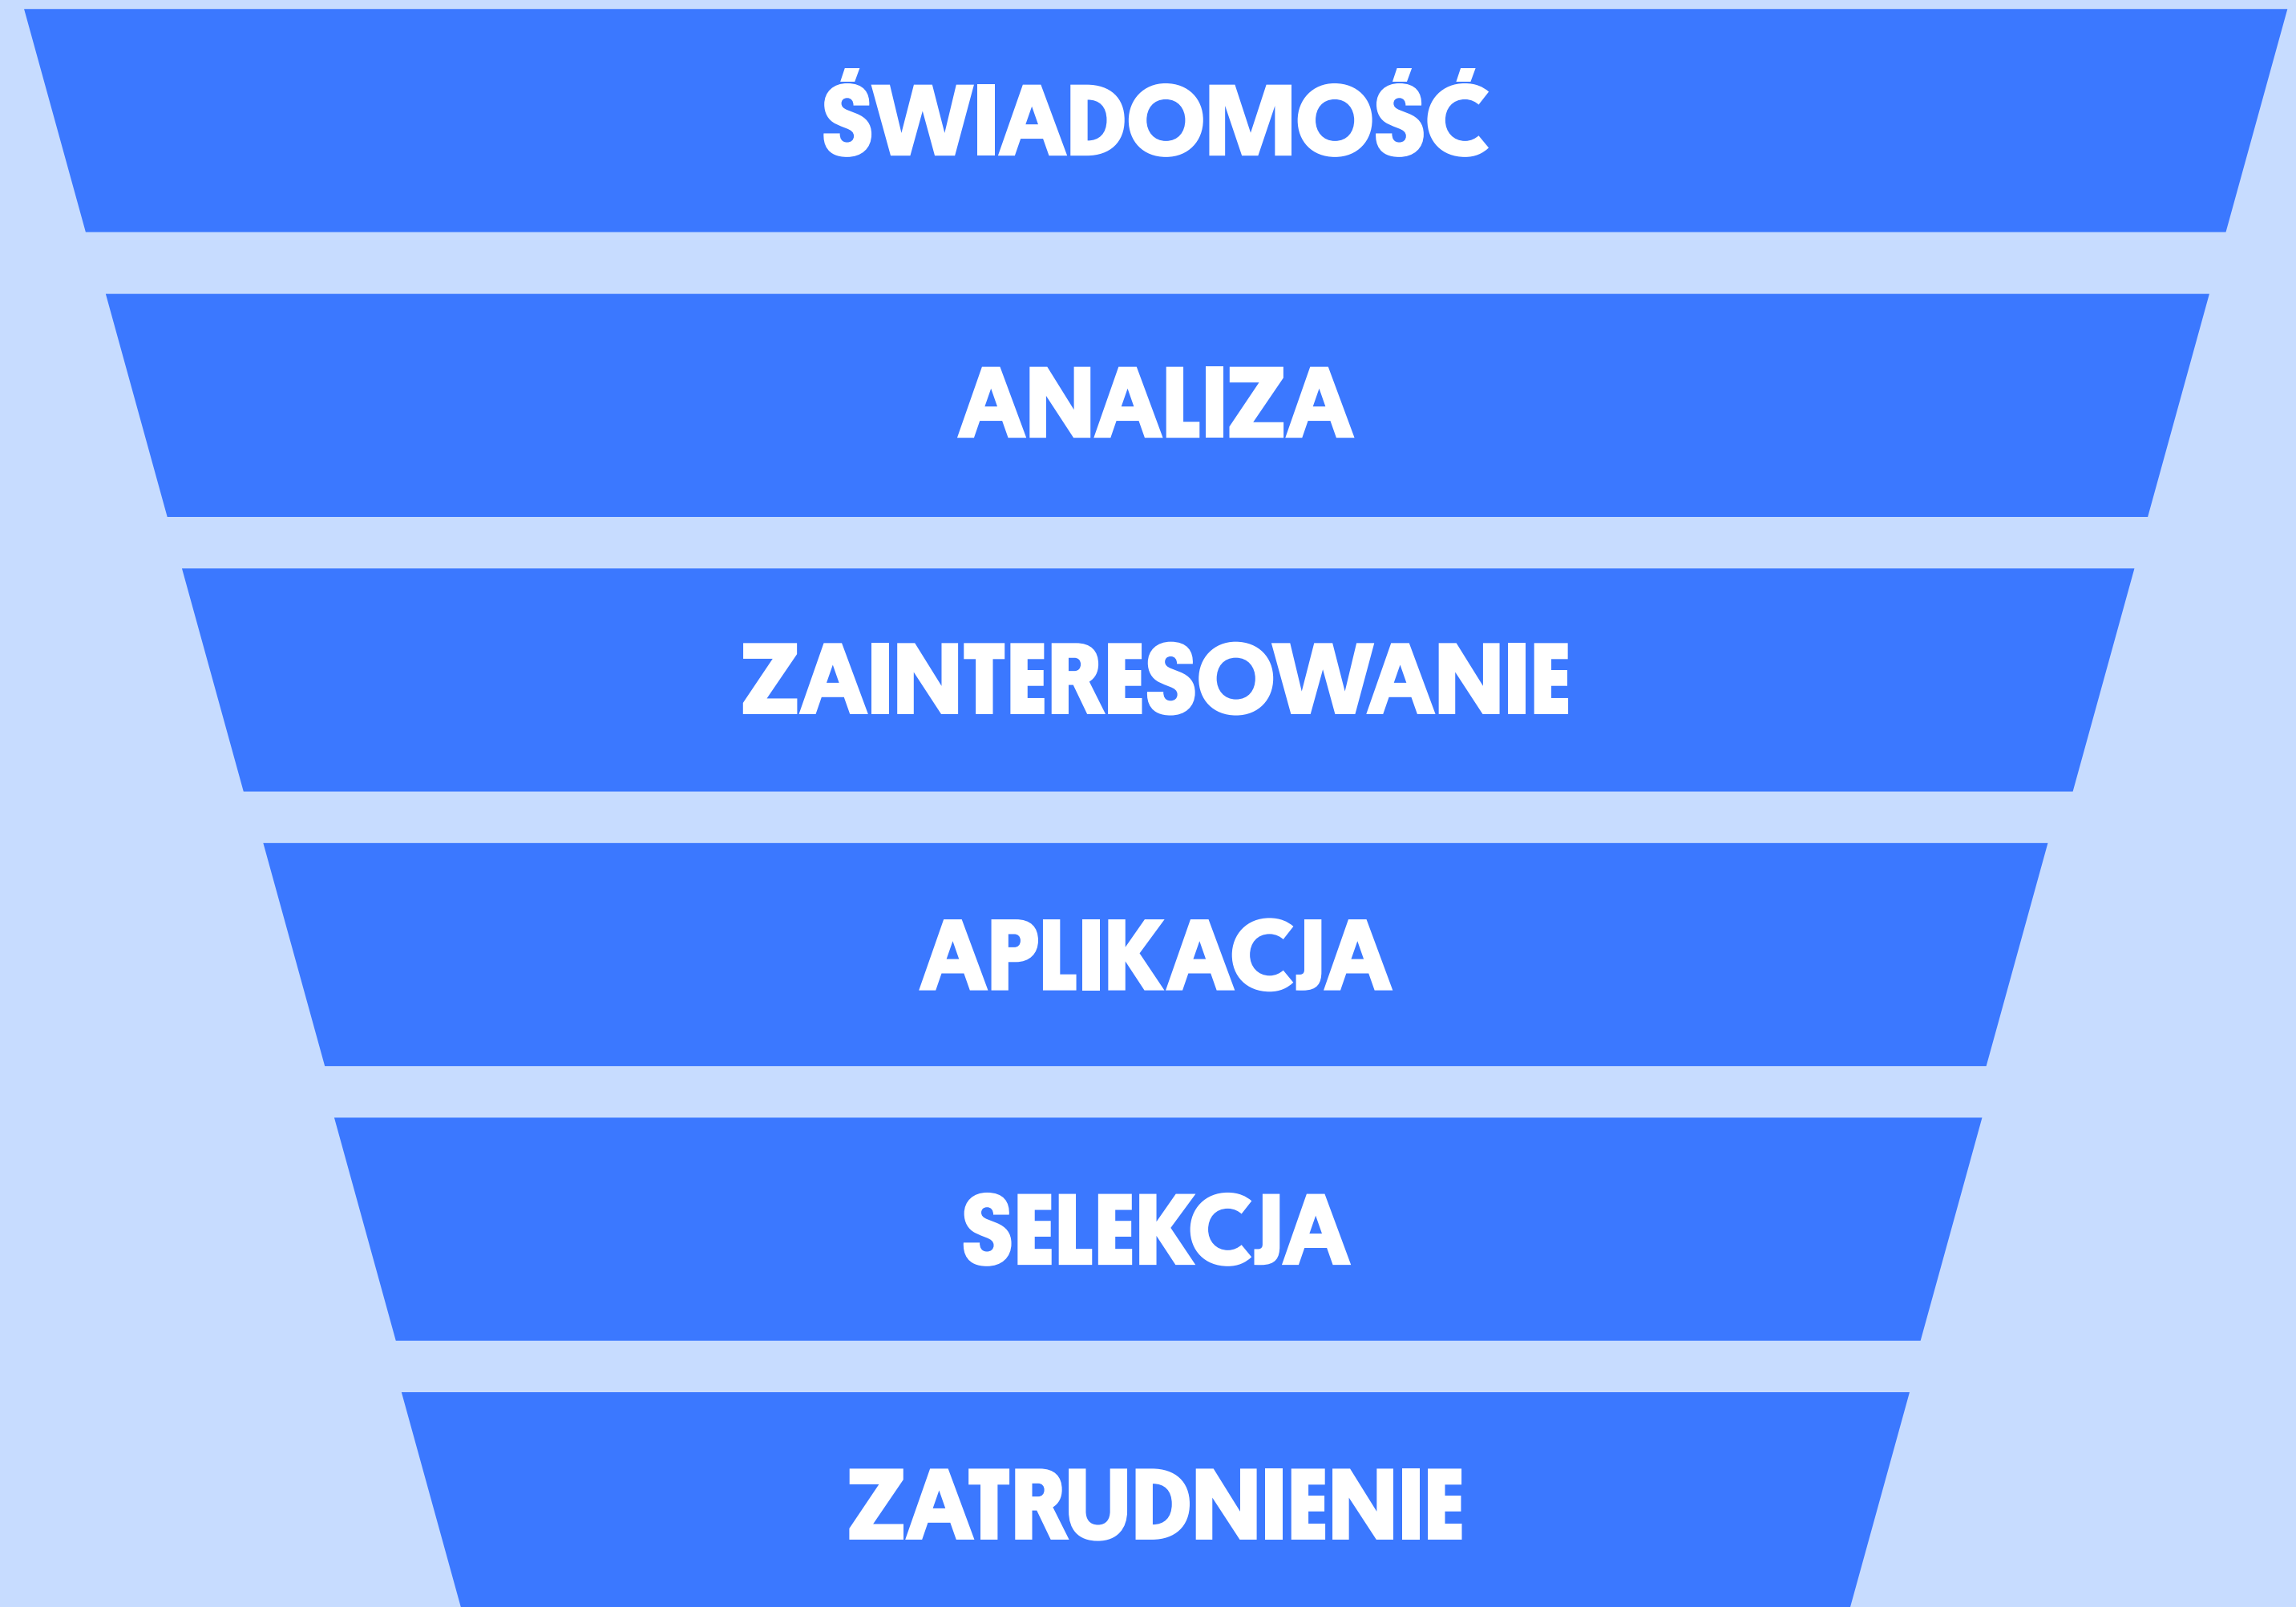 ŚWIADOMOŚĆ
ANALIZA
ZAINTERESOWANIE
APLIKACJA
SELEKCJA
ZATRUDNIENIE